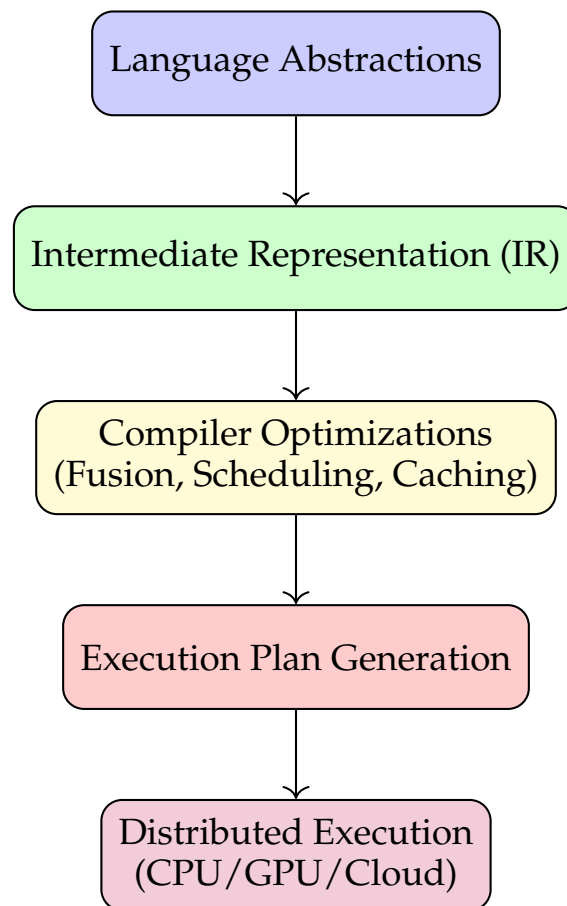 Language Abstractions
Intermediate Representation (IR)
Compiler Optimizations
(Fusion, Scheduling, Caching)
Execution Plan Generation
Distributed Execution
(CPU/GPU/Cloud)